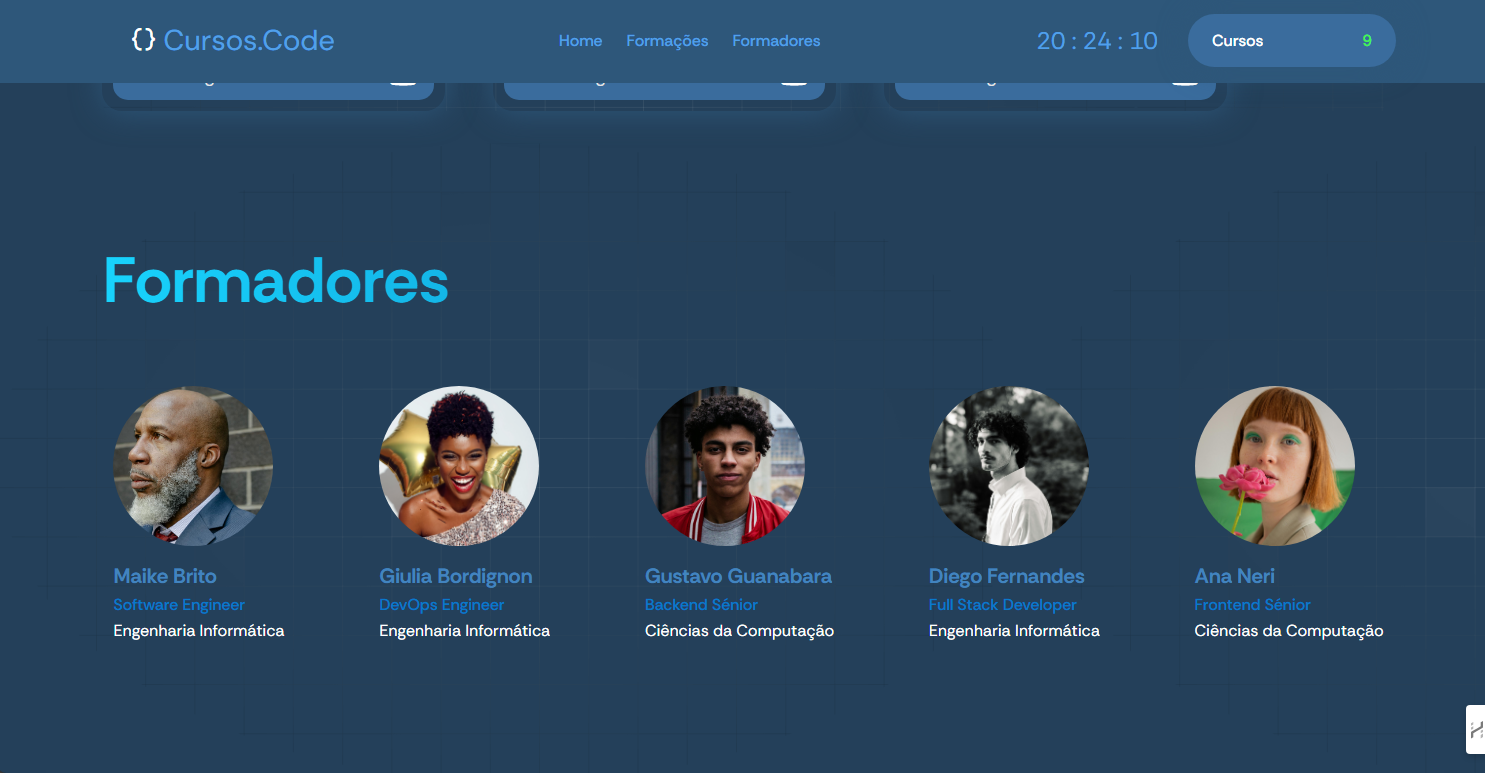 {} Cursos.Code
Home Formações Formadores
20 : 24 : 10
Cursos 9
Formadores
Maike Brito
Software Engineer
Engenharia Informática
Giulia Bordignon
DevOps Engineer
Engenharia Informática
Gustavo Guanabara
Backend Sénior
Ciências da Computação
Diego Fernandes
Full Stack Developer
Engenharia Informática
Ana Neri
Frontend Sénior
Ciências da Computação